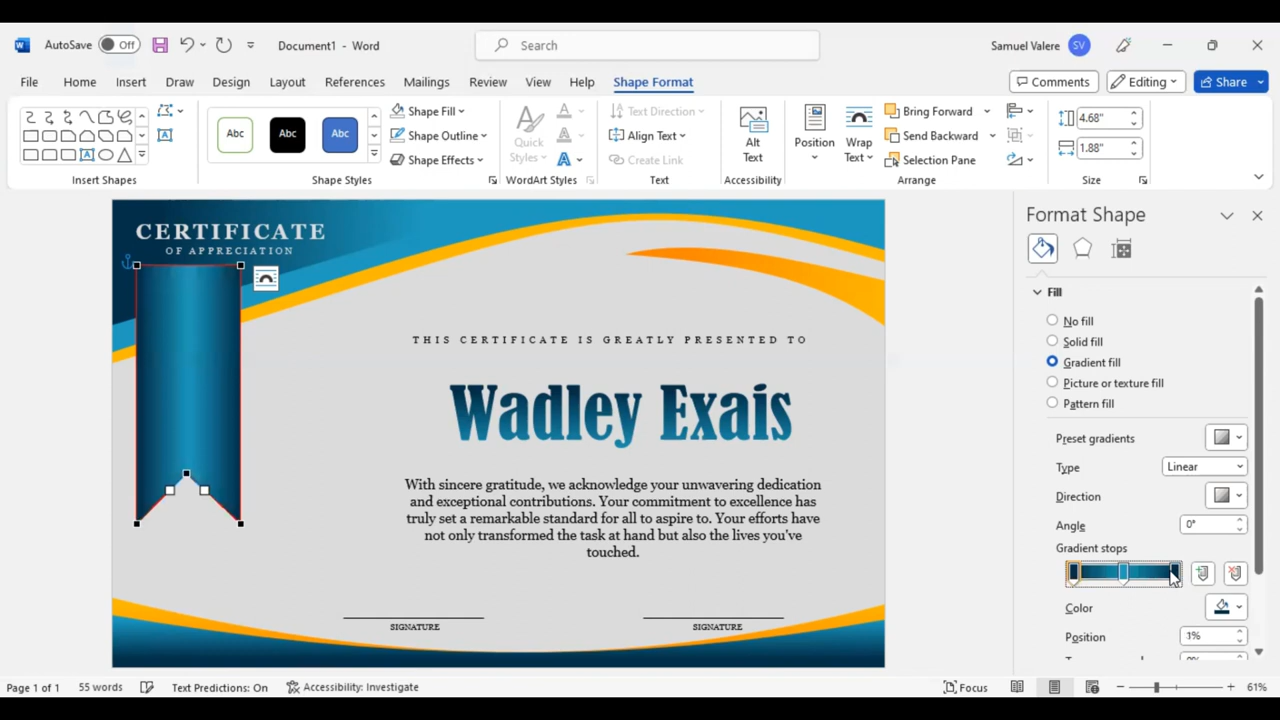 AutoSave Off Document1 - Word Search Samuel Valere SV
File Home Insert Draw Design Layout References Mailings Review View Help Shape Format Comments Editing Share
Abc Abc Abc
Shape Fill
Shape Outline
Shape Effects
Quick Styles
Text Direction
Align Text
Create Link
Alt Text
Position
Wrap Text
Bring Forward
Send Backward
Selection Pane
4.68"
1.88"
Insert Shapes Shape Styles WordArt Styles Text Accessibility Arrange Size
CERTIFICATE
OF APPRECIATION
THIS CERTIFICATE IS GREATLY PRESENTED TO
Wadley Exais
With sincere gratitude, we acknowledge your unwavering dedication
and exceptional contributions. Your commitment to excellence has
truly set a remarkable standard for all to aspire to. Your efforts have
not only transformed the task at hand but also the lives you've
touched.
SIGNATURE SIGNATURE
Format Shape
Fill
No fill
Solid fill
Gradient fill
Picture or texture fill
Pattern fill
Preset gradients
Type Linear
Direction
Angle 0°
Gradient stops
Color
Position 1%
Page 1 of 1 55 words Text Predictions: On Accessibility: Investigate Focus 61%